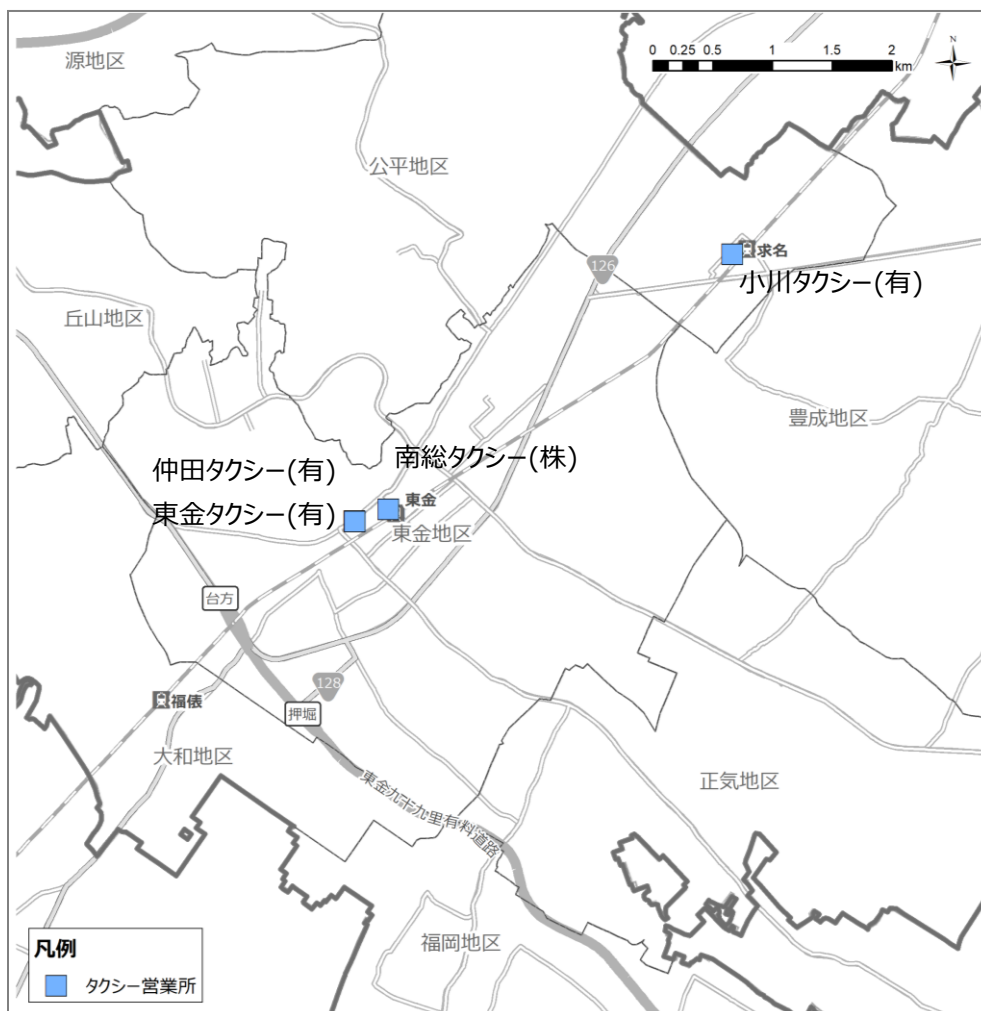 源地区
0 0.25 0.5 1 1.5 2
km
N
公平地区
126
求名
小川タクシー(有)
丘山地区
豊成地区
南総タクシー(株)
仲田タクシー(有)
東金
東金タクシー(有)
東金地区
台方
128
福俵
押堀
大和地区
正気地区
東金九十九里有料道路
福岡地区
凡例
タクシー営業所